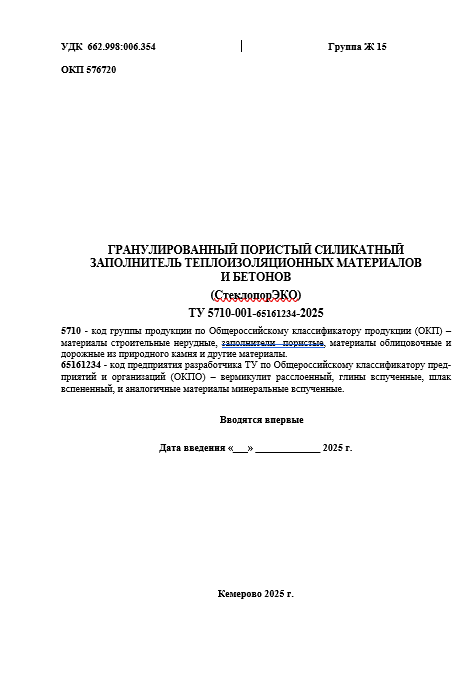 УДК 662.998:006.354 Группа Ж 15
ОКП 576720
ГРАНУЛИРОВАННЫЙ ПОРИСТЫЙ СИЛИКАТНЫЙ
ЗАПОЛНИТЕЛЬ ТЕПЛОИЗОЛЯЦИОННЫХ МАТЕРИАЛОВ
И БЕТОНОВ
(СтеклопорЭКО)
ТУ 5710-001-65161234-2025
5710 - код группы продукции по Общероссийскому классификатору продукции (ОКП) –
материалы строительные нерудные, заполнители пористые, материалы облицовочные и
дорожные из природного камня и другие материалы.
65161234 - код предприятия разработчика ТУ по Общероссийскому классификатору пред-
приятий и организаций (ОКПО) – вермикулит расслоенный, глины вспученные, шлак
вспененный, и аналогичные материалы минеральные вспученные.
Вводятся впервые
Дата введения «___» _____________ 2025 г.
Кемерово 2025 г.